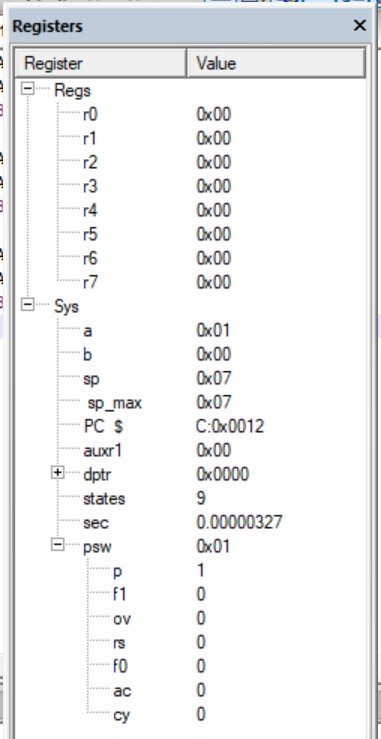 Registers
Register Value
Regs
r0 0x00
r1 0x00
r2 0x00
r3 0x00
r4 0x00
r5 0x00
r6 0x00
r7 0x00
Sys
a 0x01
b 0x00
sp 0x07
sp_max 0x07
PC $ C:0x0012
auxr1 0x00
dptr 0x0000
states 9
sec 0.00000327
psw 0x01
p 1
f1 0
ov 0
rs 0
f0 0
ac 0
cy 0